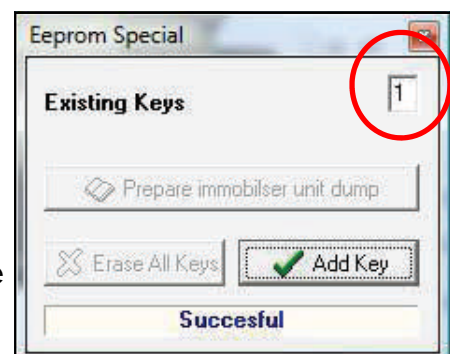 Eeprom Special
Existing Keys 1
Prepare immobilser unit dump
Erase All Keys Add Key
Succesful